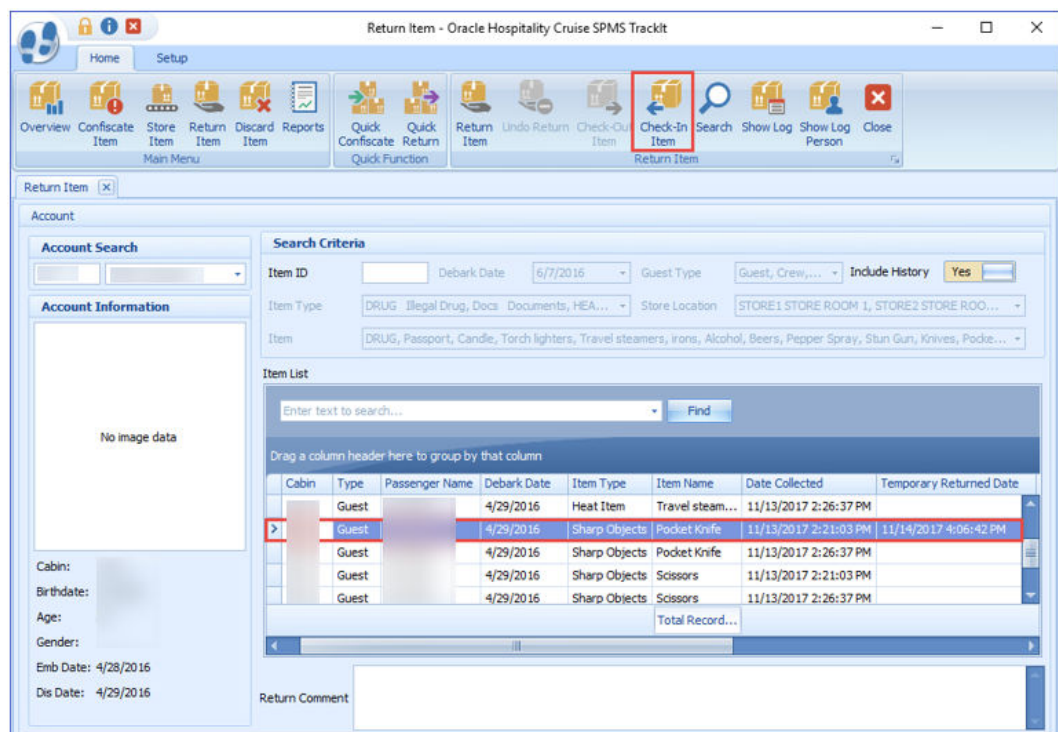 Return Item - Oracle Hospitality Cruise SPMS TrackIt
Home Setup
Overview Confiscate Item Store Item Return Item Discard Item Reports Quick Confiscate Quick Return Return Item Undo Return Check-Out Item Check-In Item Search Show Log Show Log Person Close
Main Menu Quick Function Return Item
Return Item
Account
Account Search
Search Criteria
Item ID Debark Date 6/7/2016 Guest Type Guest, Crew,... Include History Yes
Account Information
Item Type DRUG Illegal Drug, Docs Documents, HEA... Store Location STORE1 STORE ROOM 1, STORE2 STORE ROO...
Item DRUG, Passport, Candle, Torch lighters, Travel steamers, irons, Alcohol, Beers, Pepper Spray, Stun Gun, Knives, Pocke...
Item List
Enter text to search... Find
No image data
Drag a column header here to group by that column
Cabin Type Passenger Name Debark Date Item Type Item Name Date Collected Temporary Returned Date
Guest 4/29/2016 Heat Item Travel steam... 11/13/2017 2:26:37 PM
Guest 4/29/2016 Sharp Objects Pocket Knife 11/13/2017 2:21:03 PM 11/14/2017 4:06:42 PM
Guest 4/29/2016 Sharp Objects Pocket Knife 11/13/2017 2:26:37 PM
Guest 4/29/2016 Sharp Objects Scissors 11/13/2017 2:21:03 PM
Guest 4/29/2016 Sharp Objects Scissors 11/13/2017 2:26:37 PM
Total Record...
Cabin:
Birthdate:
Age:
Gender:
Emb Date: 4/28/2016
Dis Date: 4/29/2016
Return Comment